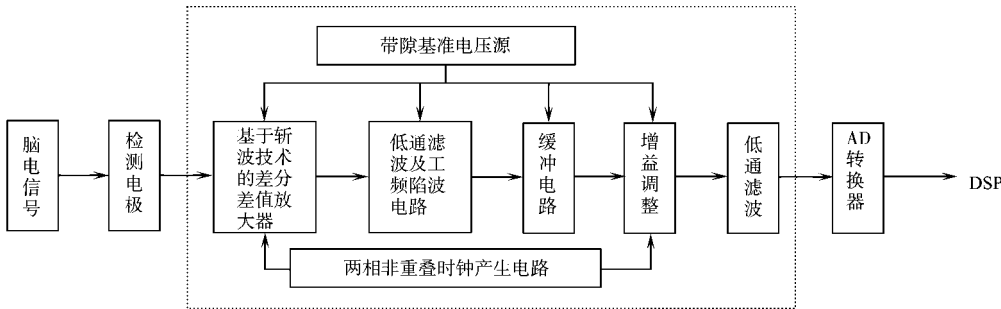 带隙基准电压源
脑电信号
检测电极
基于斩
波技术
的差分
差值放
大器
低通滤
波及工
频陷波
电路
缓冲电路
增益调整
低通滤波
AD
转换器
DSP
两相非重叠时钟产生电路